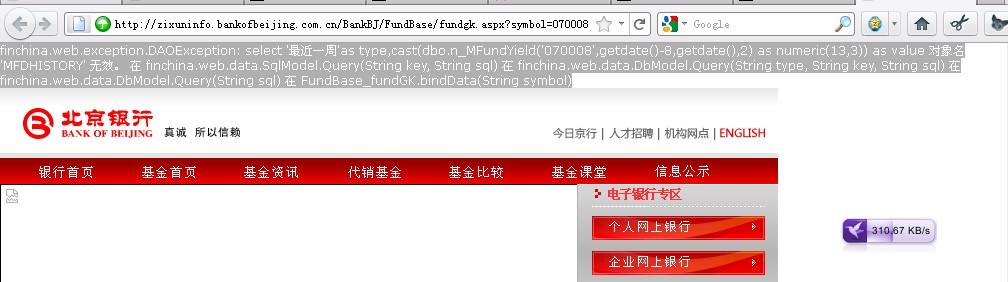 http://zixuninfo.bankofbeijing.com.cn/BankBJ/FundBase/fundgk.aspx?symbol=070008
Google
finchina.web.exception.DAOException: select '最近一周'as type,cast(dbo.n_MFundYield('070008',getdate()-8,getdate(),2) as numeric(13,3)) as value 对象名
'MFDHISTORY' 无效。 在 finchina.web.data.SqlModel.Query(String key, String sql) 在 finchina.web.data.DbModel.Query(String type, String key, String sql) 在
finchina.web.data.DbModel.Query(String sql) 在 FundBase_fundGK.bindData(String symbol)
北京银行
BANK OF BEIJING
真诚 所以信赖
今日京行 | 人才招聘 | 机构网点 | ENGLISH
银行首页 基金首页 基金资讯 代销基金 基金比较 基金课堂 信息公示
电子银行专区
个人网上银行
310.67 KB/s
企业网上银行